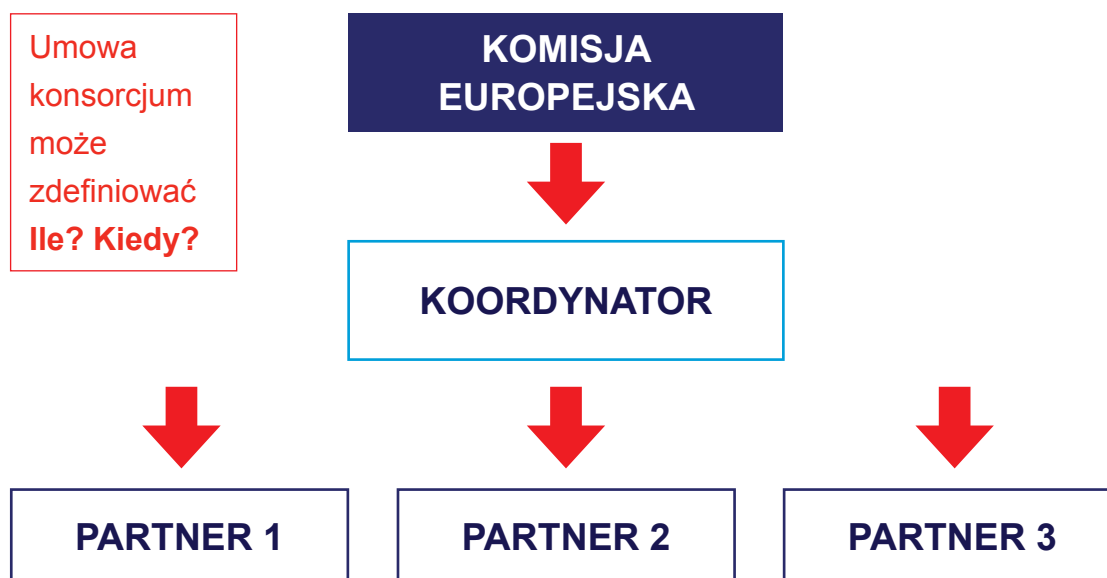 Umowa
konsorcjum
może
zdefiniować
Ile? Kiedy?
KOMISJA
EUROPEJSKA
KOORDYNATOR
PARTNER 1
PARTNER 2
PARTNER 3